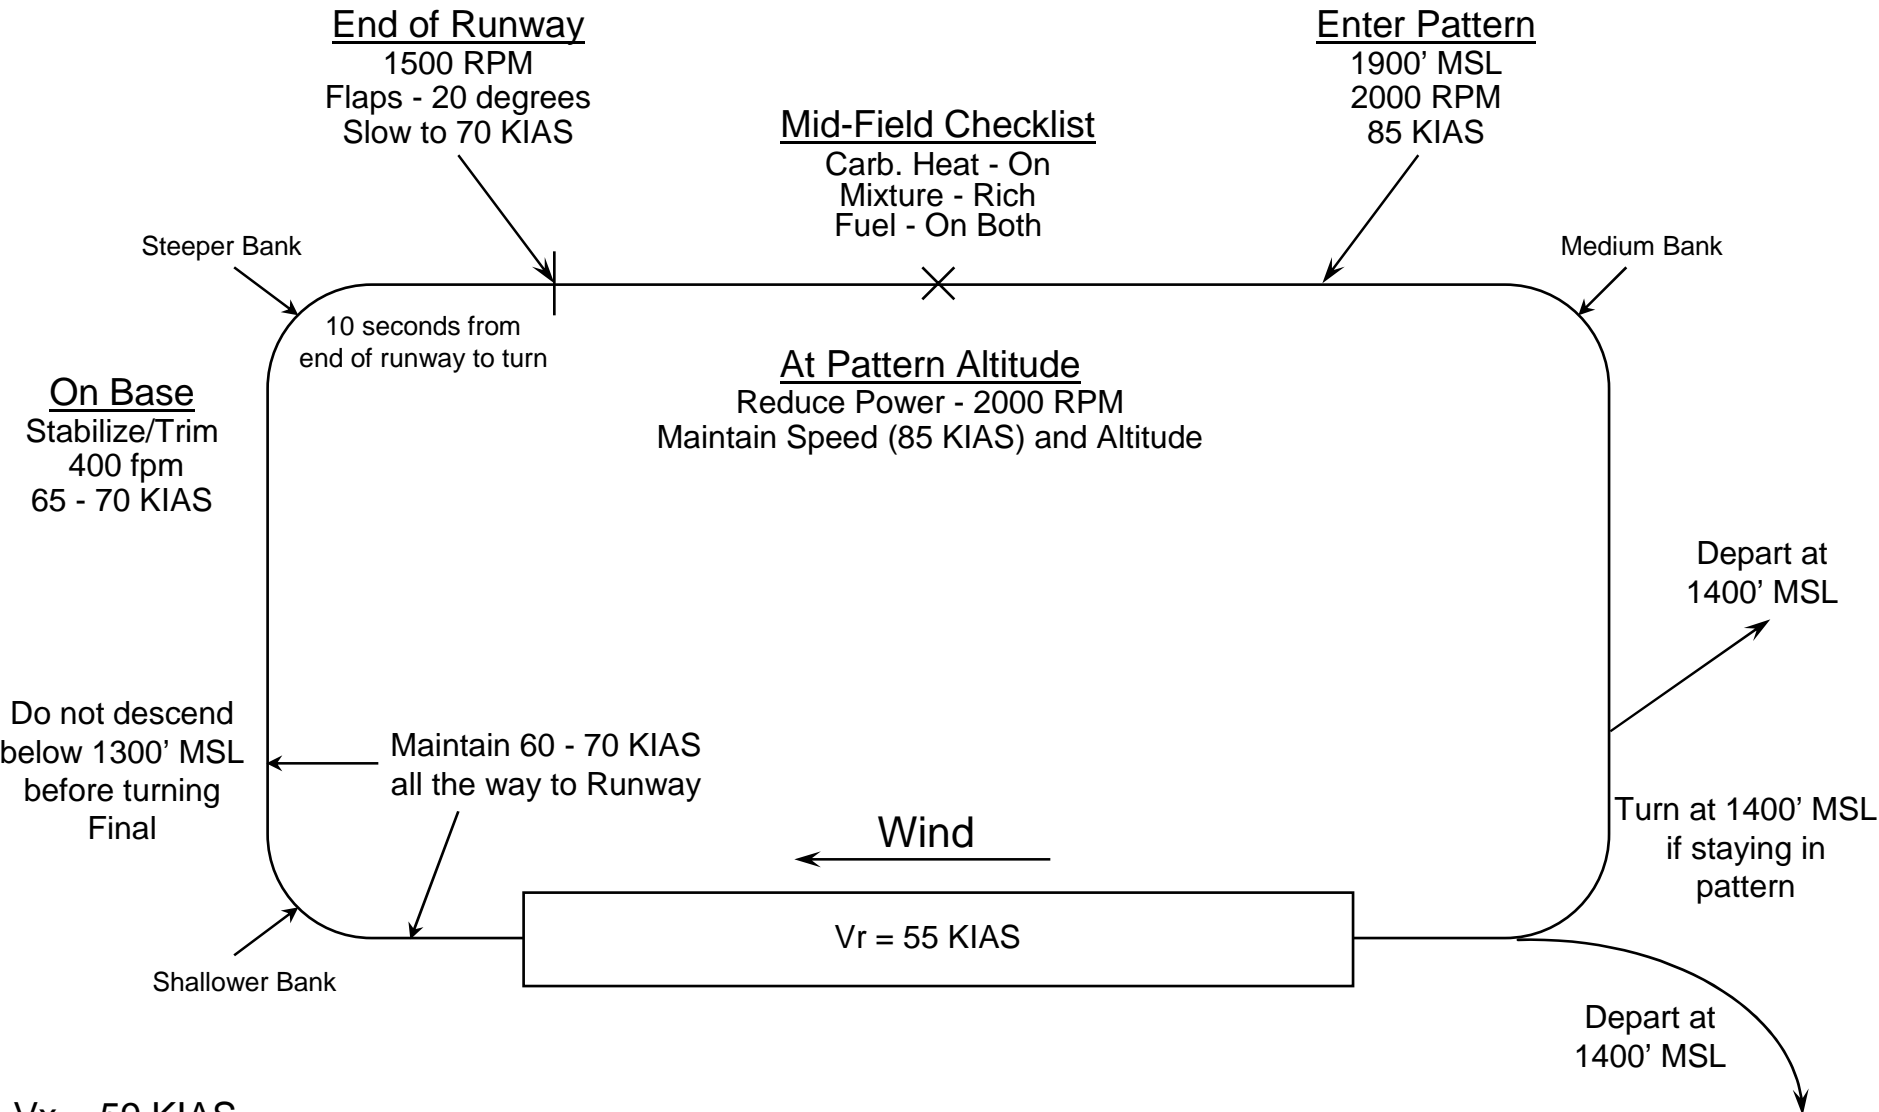 End of Runway
1500 RPM
Flaps - 20 degrees
Slow to 70 KIAS
Enter Pattern
1900’ MSL
2000 RPM
85 KIAS
Mid-Field Checklist
Carb. Heat - On
Mixture - Rich
Fuel - On Both
Steeper Bank
Medium Bank
10 seconds from
end of runway to turn
At Pattern Altitude
Reduce Power - 2000 RPM
Maintain Speed (85 KIAS) and Altitude
On Base
Stabilize/Trim
400 fpm
65 - 70 KIAS
Depart at
1400’ MSL
Do not descend
below 1300’ MSL
before turning
Final
Maintain 60 - 70 KIAS
all the way to Runway
Wind
Turn at 1400’ MSL
if staying in
pattern
Vr = 55 KIAS
Shallower Bank
Depart at
1400’ MSL
KIAS